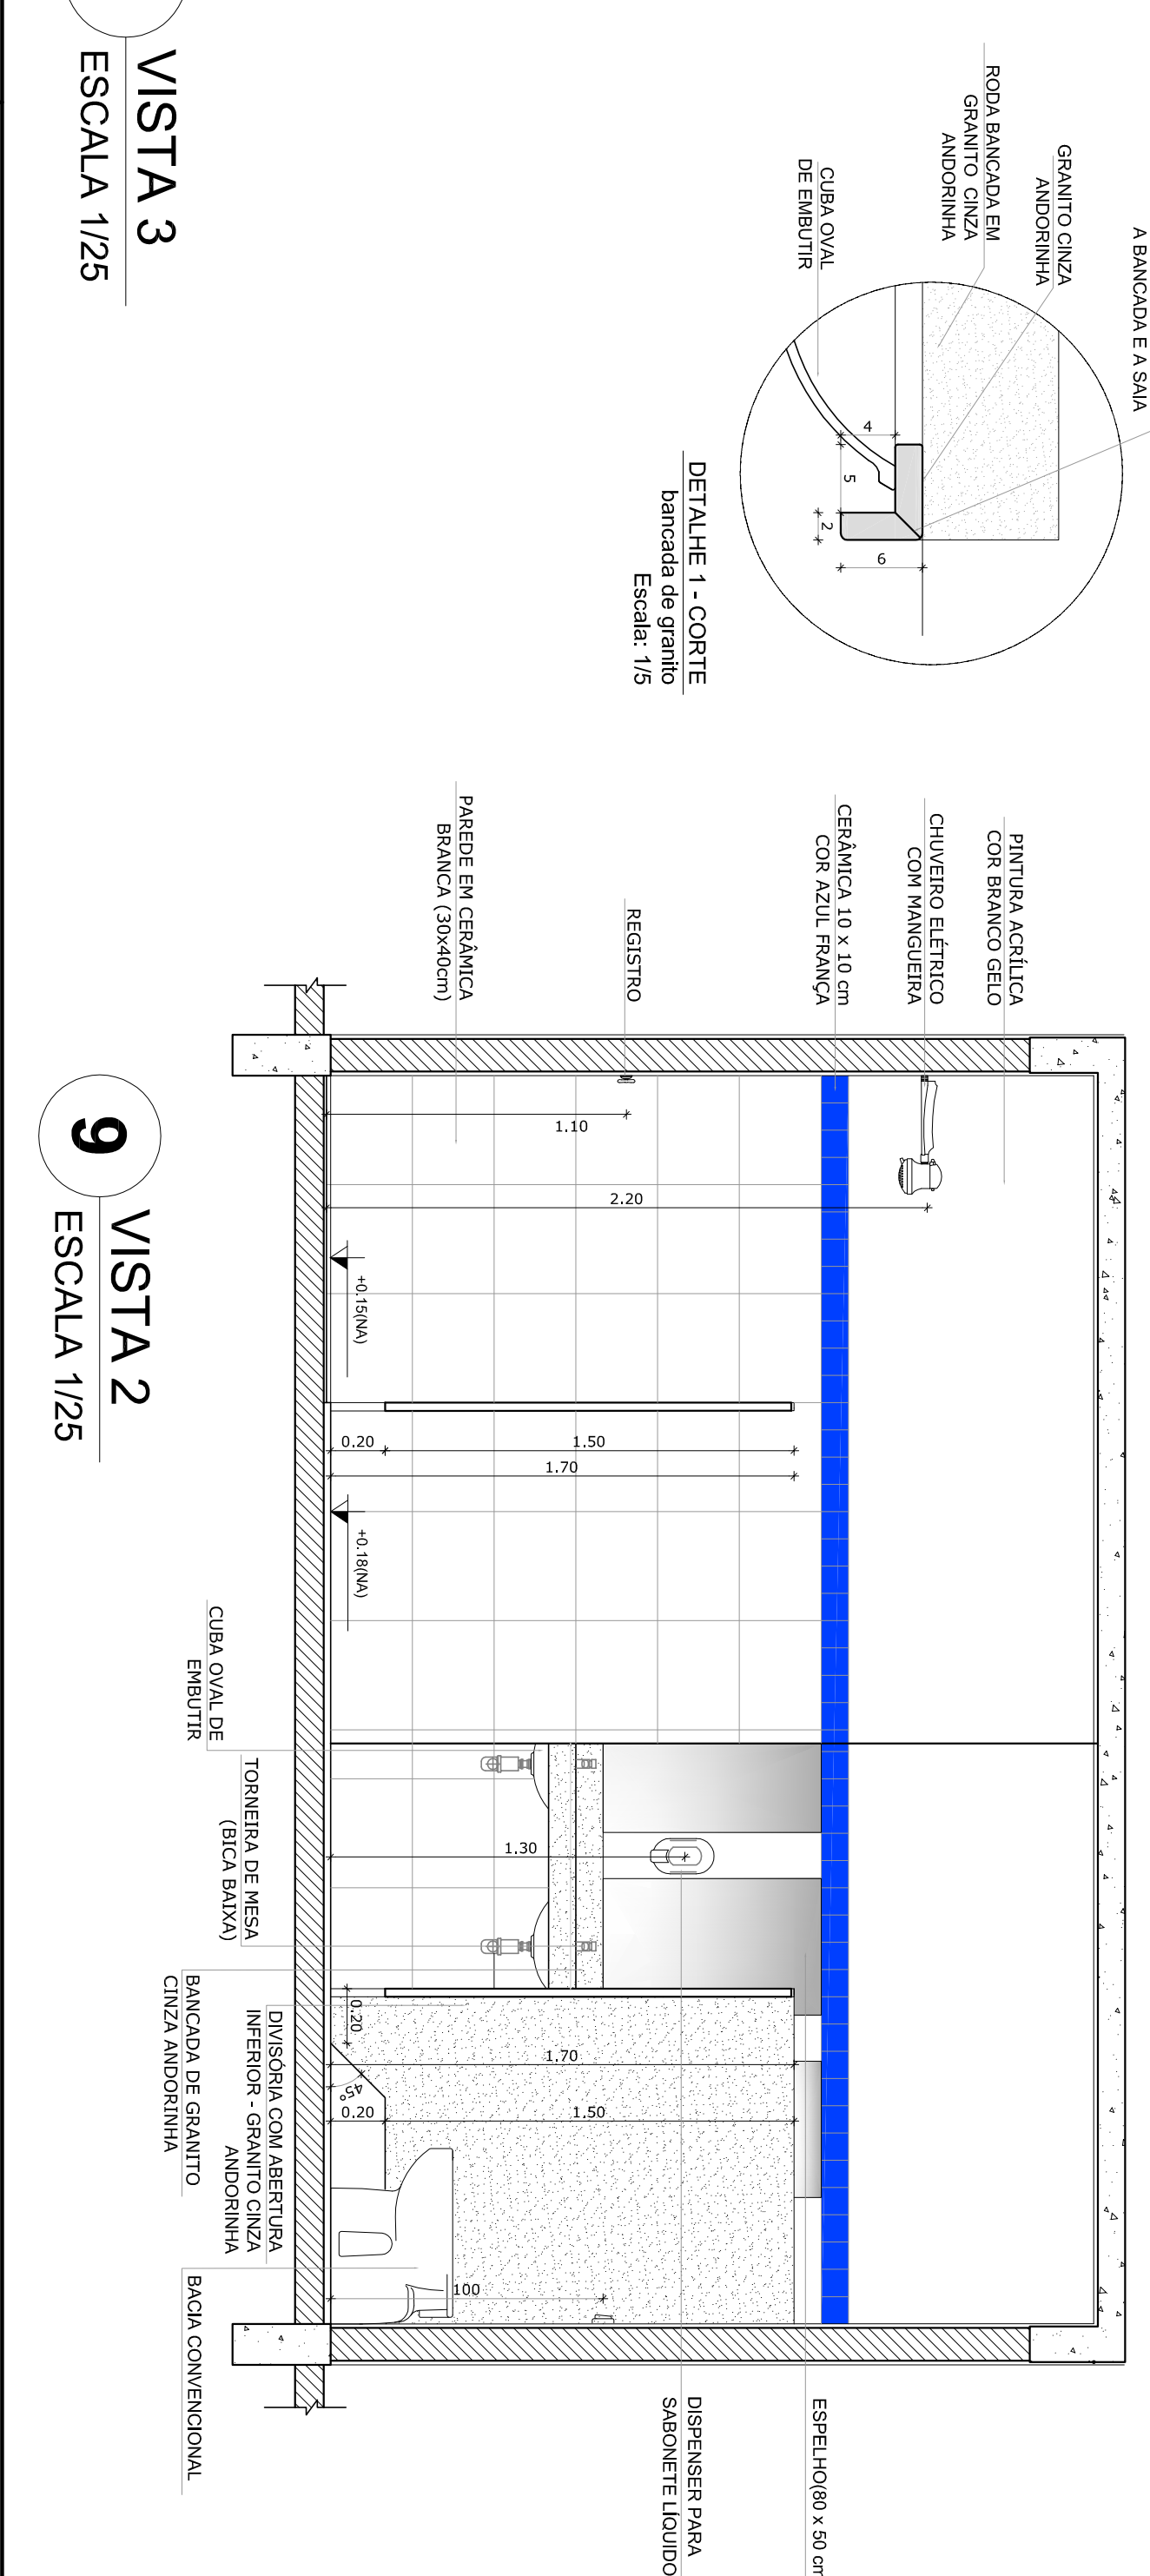 VISTA 3
ESCALA 1/25
A BANCADA E A SAIA
GRANITO CINZA
ANDORINHA
RODA BANCADA EM
GRANITO CINZA
ANDORINHA
CUBA OVAL
DE EMBUTIR
4
5
2
6
DETALHE 1 - CORTE
bancada de granito
Escala: 1/5
PINTURA ACRÍLICA
COR BRANCO GELO
CHUVEIRO ELÉTRICO
COM MANGUEIRA
CERÂMICA 10 x 10 cm
COR AZUL FRANÇA
REGISTRO
PAREDE EM CERÂMICA
BRANCA (30x40cm)
1.10
2.20
+0.15(NA)
0.20
1.50
1.70
+0.18(NA)
1.30
0.20
1.70
45°
0.20
1.50
100
CUBA OVAL DE
EMBUTIR
TORNEIRA DE MESA
(BICA BAIXA)
BANCADA DE GRANITO
CINZA ANDORINHA
DIVISÓRIA COM ABERTURA
INFERIOR - GRANITO CINZA
ANDORINHA
BACIA CONVENCIONAL
ESPELHO(80 x 50 cm
DISPENSER PARA
SABONETE LÍQUIDO
9
VISTA 2
ESCALA 1/25